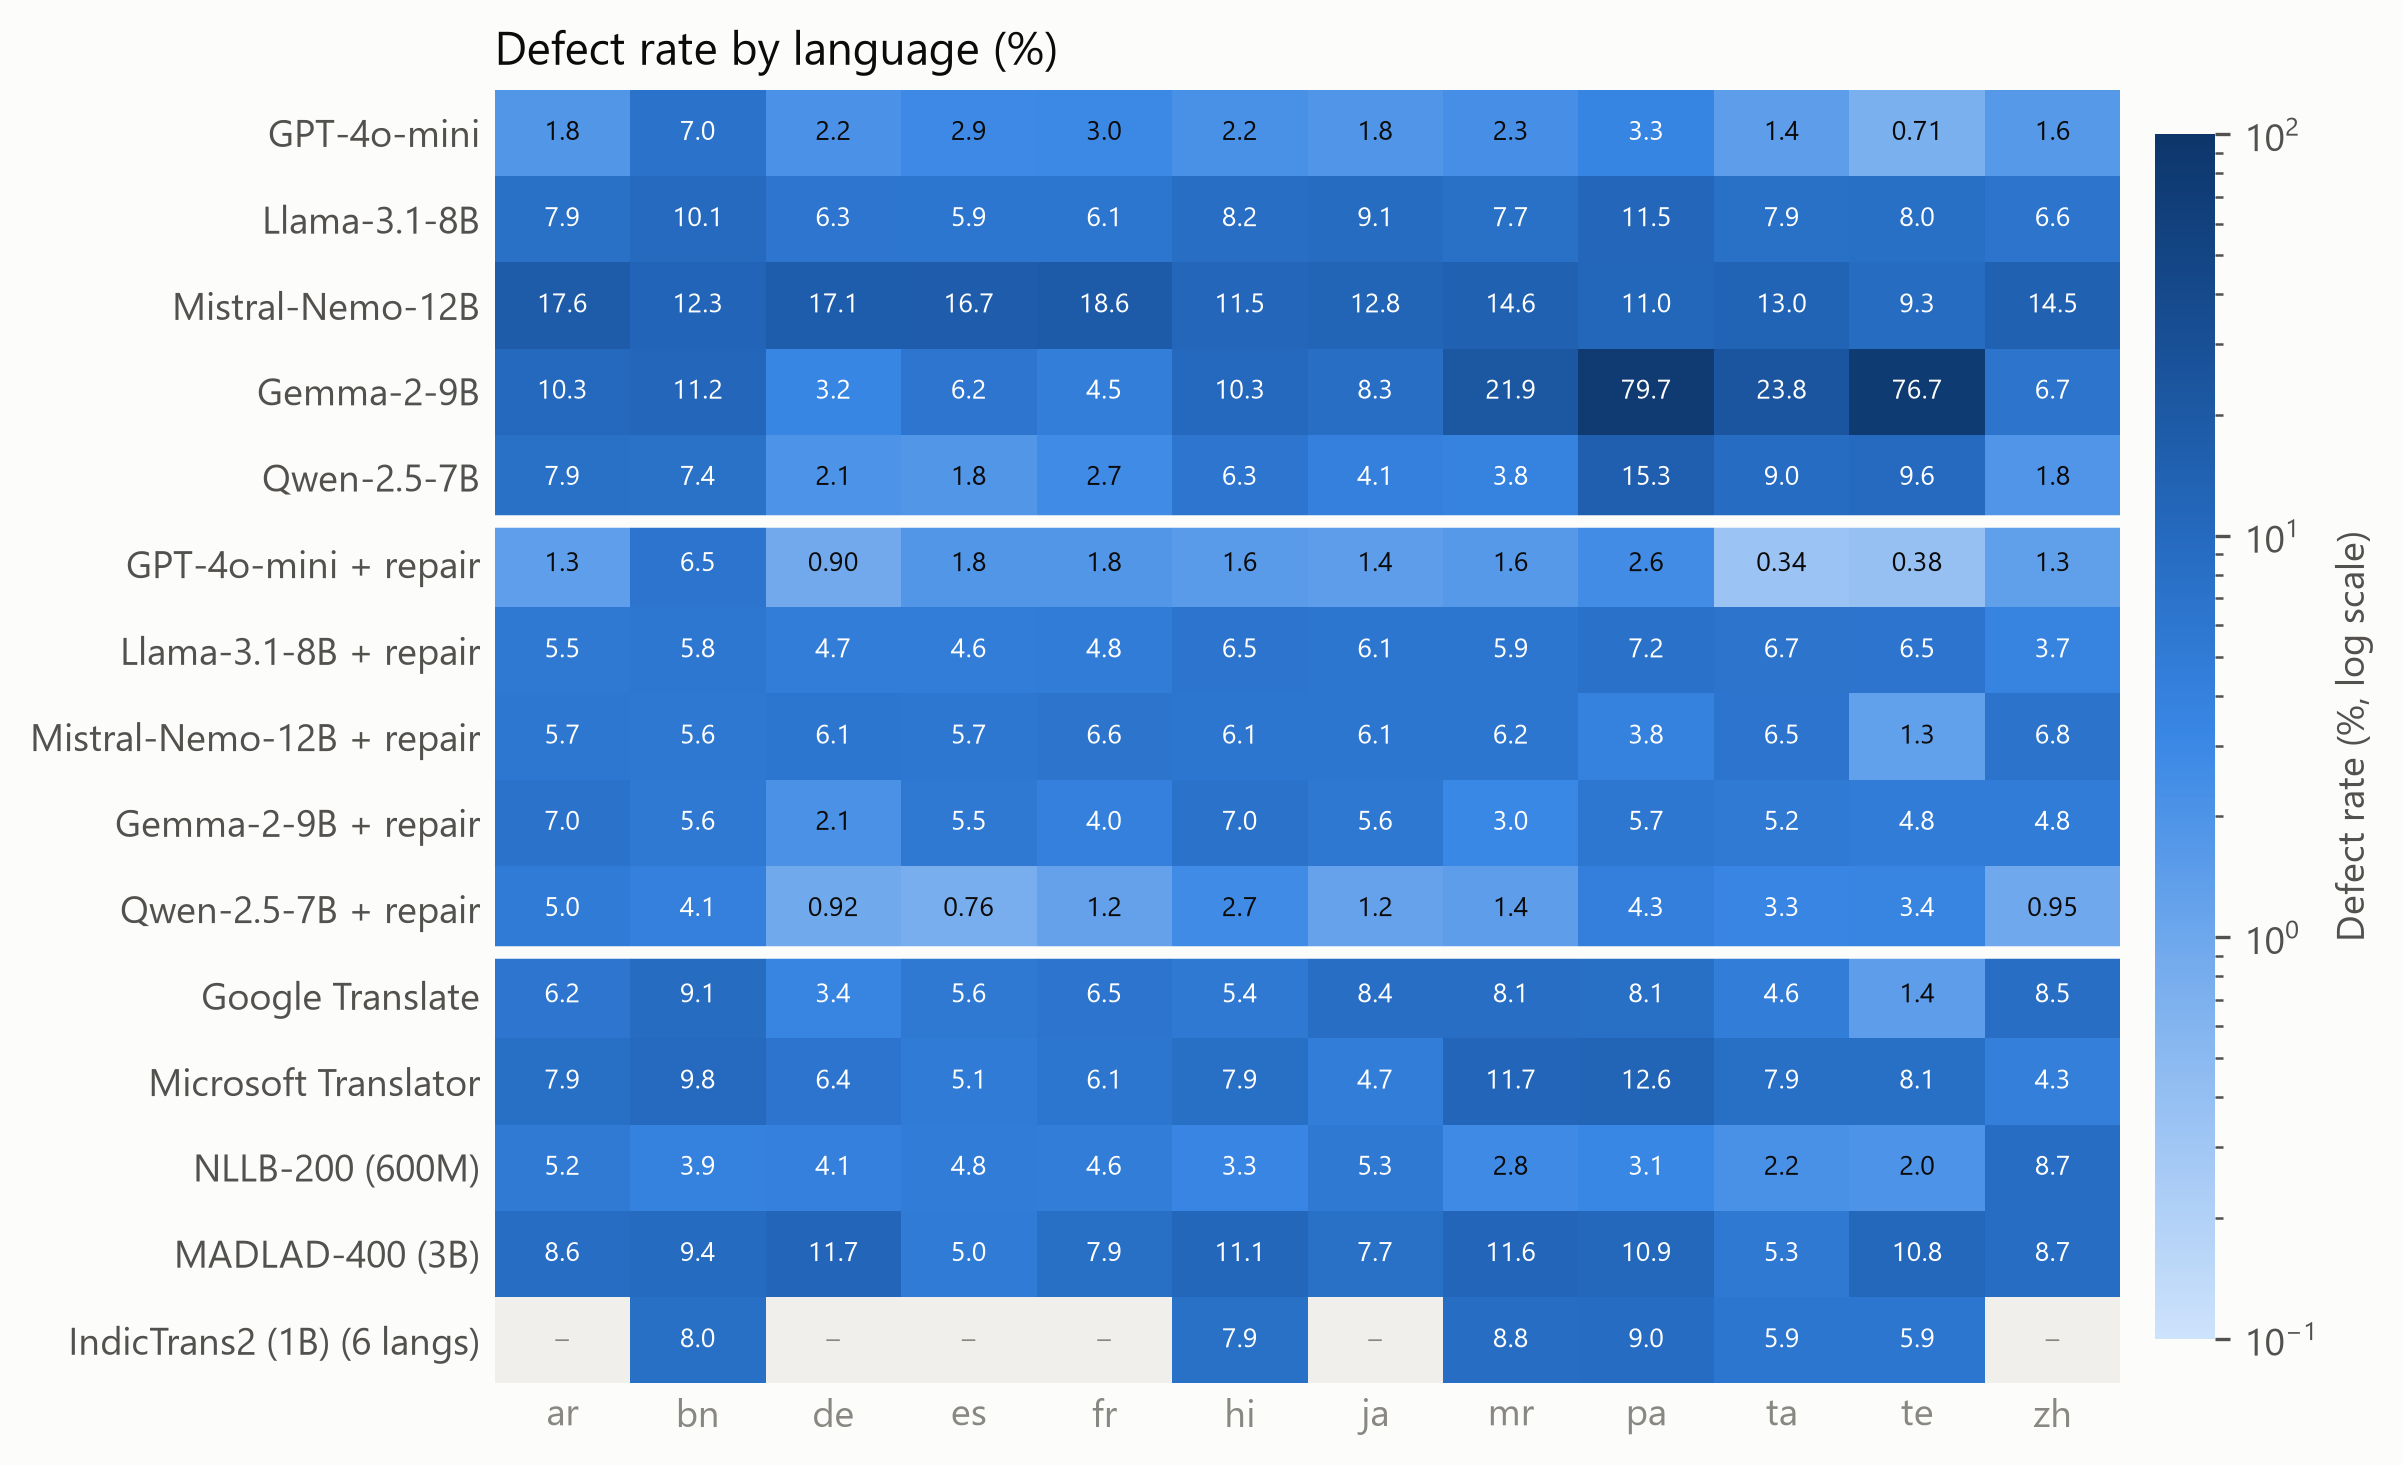 Defect rate by language (%)
GPT-4o-mini 1.8 7.0 2.2 2.9 3.0 2.2 1.8 2.3 3.3 1.4 0.71 1.6
Llama-3.1-8B 7.9 10.1 6.3 5.9 6.1 8.2 9.1 7.7 11.5 7.9 8.0 6.6
Mistral-Nemo-12B 17.6 12.3 17.1 16.7 18.6 11.5 12.8 14.6 11.0 13.0 9.3 14.5
Gemma-2-9B 10.3 11.2 3.2 6.2 4.5 10.3 8.3 21.9 79.7 23.8 76.7 6.7
Qwen-2.5-7B 7.9 7.4 2.1 1.8 2.7 6.3 4.1 3.8 15.3 9.0 9.6 1.8
GPT-4o-mini + repair 1.3 6.5 0.90 1.8 1.8 1.6 1.4 1.6 2.6 0.34 0.38 1.3
Llama-3.1-8B + repair 5.5 5.8 4.7 4.6 4.8 6.5 6.1 5.9 7.2 6.7 6.5 3.7
Mistral-Nemo-12B + repair 5.7 5.6 6.1 5.7 6.6 6.1 6.1 6.2 3.8 6.5 1.3 6.8
Gemma-2-9B + repair 7.0 5.6 2.1 5.5 4.0 7.0 5.6 3.0 5.7 5.2 4.8 4.8
Qwen-2.5-7B + repair 5.0 4.1 0.92 0.76 1.2 2.7 1.2 1.4 4.3 3.3 3.4 0.95
Google Translate 6.2 9.1 3.4 5.6 6.5 5.4 8.4 8.1 8.1 4.6 1.4 8.5
Microsoft Translator 7.9 9.8 6.4 5.1 6.1 7.9 4.7 11.7 12.6 7.9 8.1 4.3
NLLB-200 (600M) 5.2 3.9 4.1 4.8 4.6 3.3 5.3 2.8 3.1 2.2 2.0 8.7
MADLAD-400 (3B) 8.6 9.4 11.7 5.0 7.9 11.1 7.7 11.6 10.9 5.3 10.8 8.7
IndicTrans2 (1B) (6 langs) – 8.0 – – – 7.9 – 8.8 9.0 5.9 5.9 –
ar bn de es fr hi ja mr pa ta te zh
10²
10¹
10⁰
10⁻¹
Defect rate (%, log scale)